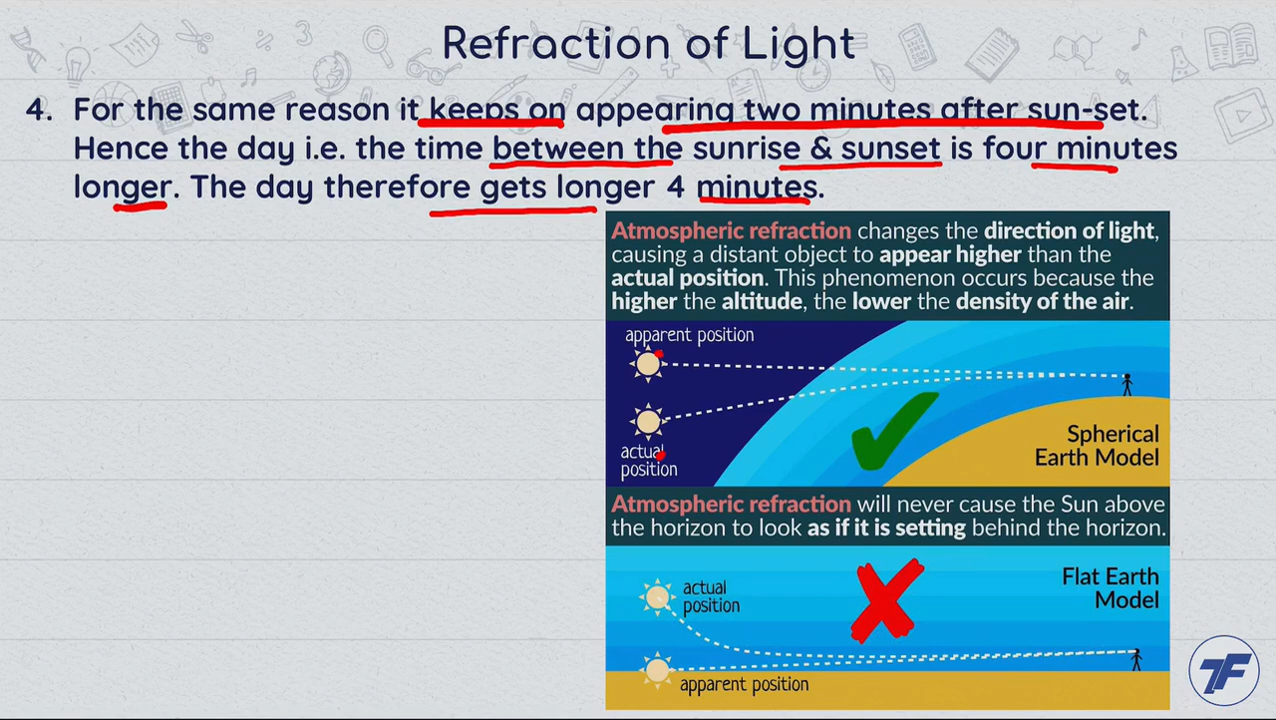 Refraction of Light
4. For the same reason it keeps on appearing two minutes after sun-set.
Hence the day i.e. the time between the sunrise & sunset is four minutes
longer. The day therefore gets longer 4 minutes.
Atmospheric refraction changes the direction of light,
causing a distant object to appear higher than the
actual position. This phenomenon occurs because the
higher the altitude, the lower the density of the air.
apparent position
actual
position
Spherical
Earth Model
Atmospheric refraction will never cause the Sun above
the horizon to look as if it is setting behind the horizon.
actual
position
Flat Earth
Model
apparent position
TF